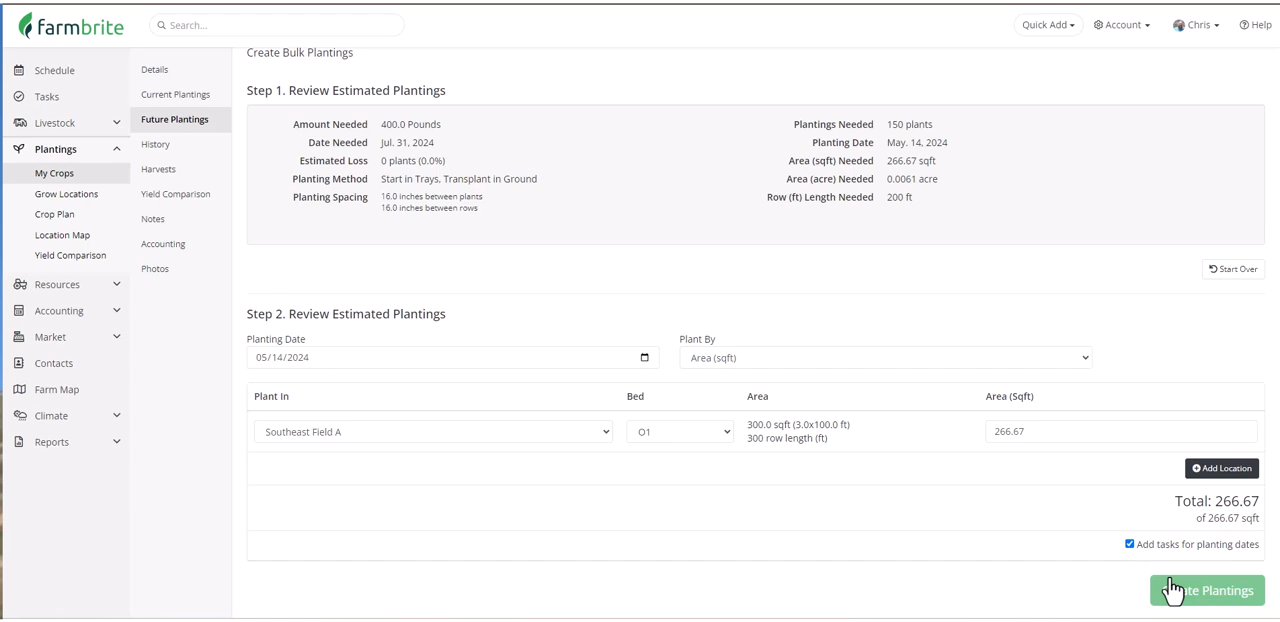 farmbrite
Search...
Quick Add
Account
Chris
Help
Schedule
Tasks
Livestock
Plantings
My Crops
Grow Locations
Crop Plan
Location Map
Yield Comparison
Resources
Accounting
Market
Contacts
Farm Map
Climate
Reports
Details
Current Plantings
Future Plantings
History
Harvests
Yield Comparison
Notes
Accounting
Photos
Create Bulk Plantings
Step 1. Review Estimated Plantings
Amount Needed 400.0 Pounds
Date Needed Jul. 31, 2024
Estimated Loss 0 plants (0.0%)
Planting Method Start in Trays, Transplant in Ground
Planting Spacing 16.0 inches between plants
16.0 inches between rows
Plantings Needed 150 plants
Planting Date May. 14, 2024
Area (sqft) Needed 266.67 sqft
Area (acre) Needed 0.0061 acre
Row (ft) Length Needed 200 ft
Start Over
Step 2. Review Estimated Plantings
Planting Date
05/14/2024
Plant By
Area (sqft)
Plant In Bed Area Area (Sqft)
Southeast Field A O1 300.0 sqft (3.0x100.0 ft) 266.67
300 row length (ft)
Add Location
Total: 266.67
of 266.67 sqft
Add tasks for planting dates
Plantings